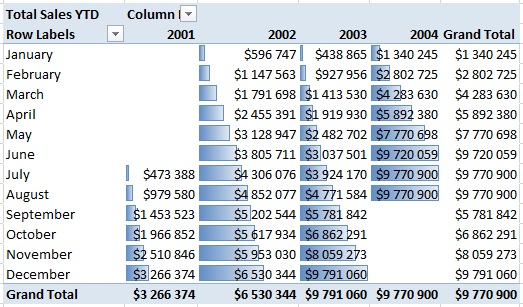 Total Sales YTD Column
Row Labels 2001 2002 2003 2004 Grand Total
January $596 747 $438 865 $1 340 245 $1 340 245
February $1 147 563 $927 956 $2 802 725 $2 802 725
March $1 791 698 $1 413 530 $4 283 630 $4 283 630
April $2 455 391 $1 919 930 $5 892 380 $5 892 380
May $3 128 947 $2 482 702 $7 770 698 $7 770 698
June $3 805 711 $3 037 501 $9 720 059 $9 720 059
July $473 388 $4 306 076 $3 924 170 $9 770 900 $9 770 900
August $979 580 $4 852 077 $4 771 584 $9 770 900 $9 770 900
September $1 453 523 $5 202 544 $5 781 842 $5 781 842
October $1 966 852 $5 617 934 $6 862 291 $6 862 291
November $2 510 846 $5 953 030 $8 059 273 $8 059 273
December $3 266 374 $6 530 344 $9 791 060 $9 791 060
Grand Total $3 266 374 $6 530 344 $9 791 060 $9 770 900 $9 770 900